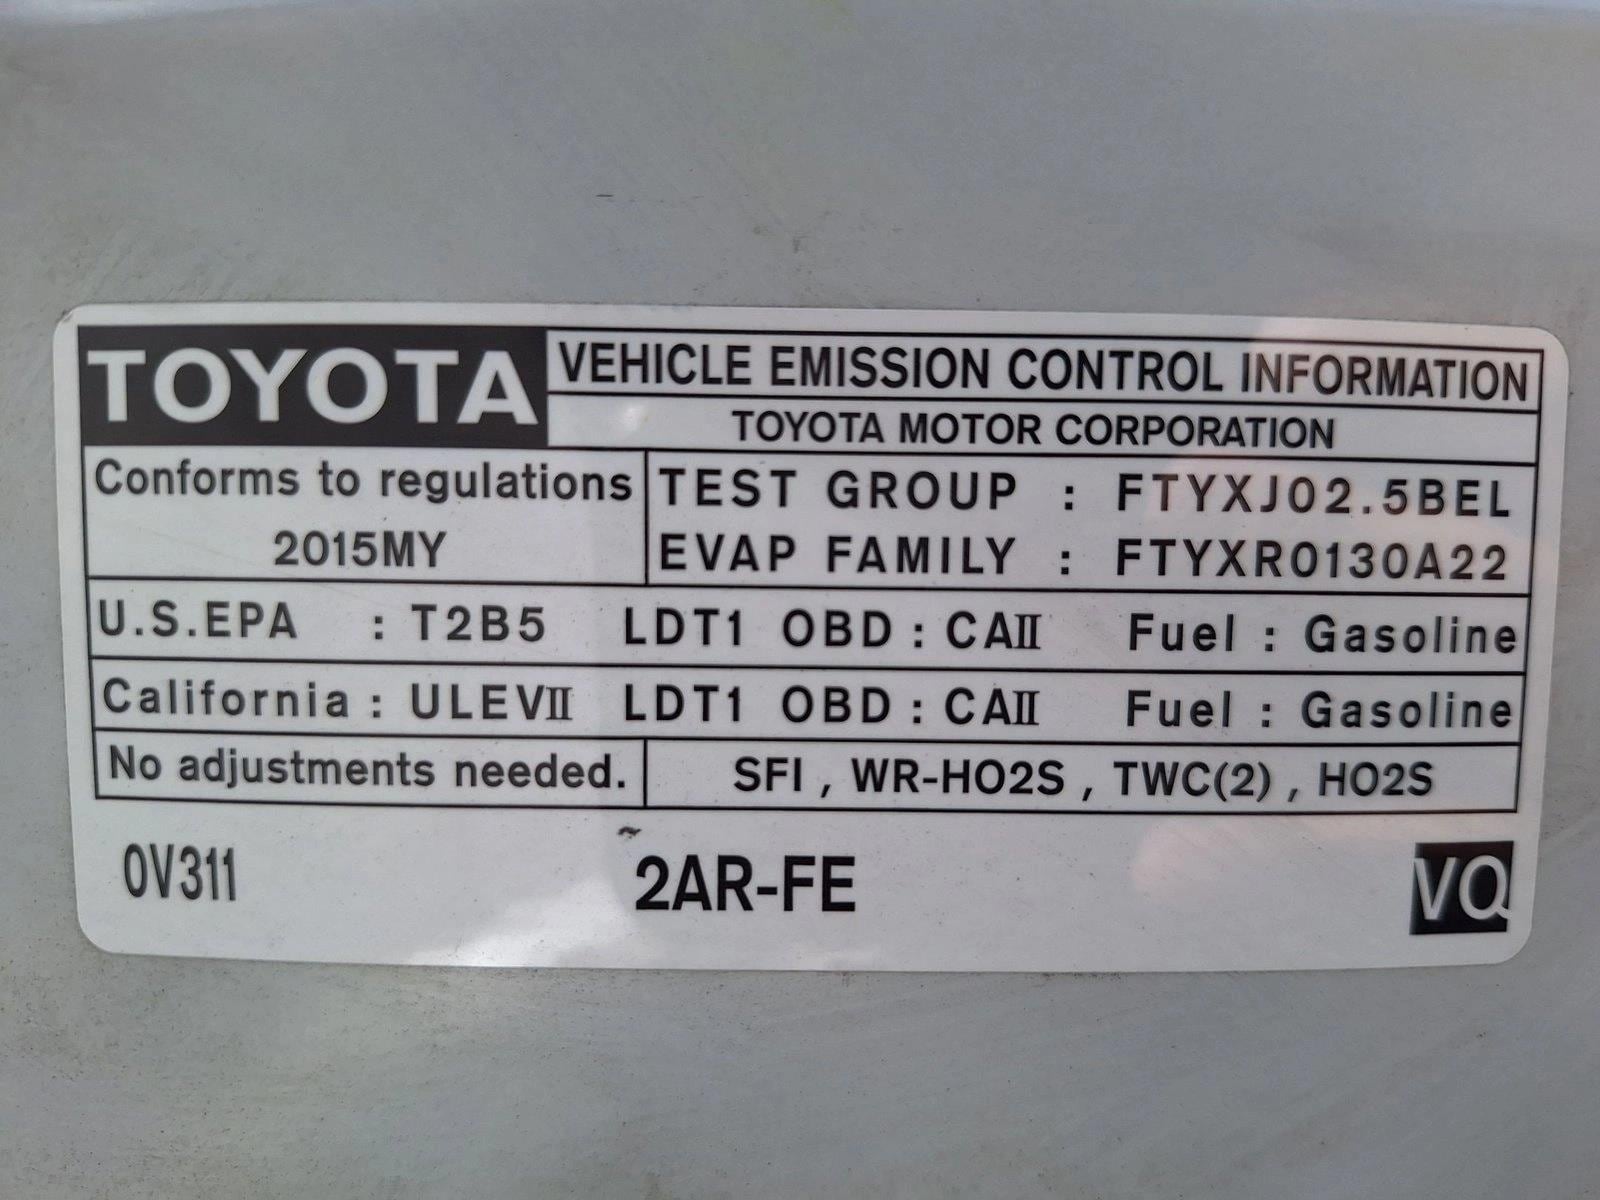 TOYOTA VEHICLE EMISSION CONTROL INFORMATION
TOYOTA MOTOR CORPORATION
Conforms to regulations
2015MY
TEST GROUP : FTYXJ02.5BEL
EVAP FAMILY : FTYXR0130A22
U.S.EPA : T2B5 LDT1 OBD : CAⅡ Fuel : Gasoline
California : ULEVⅡ LDT1 OBD : CAⅡ Fuel : Gasoline
No adjustments needed. SFI , WR-HO2S , TWC(2) , HO2S
0V311 2AR-FE VQ